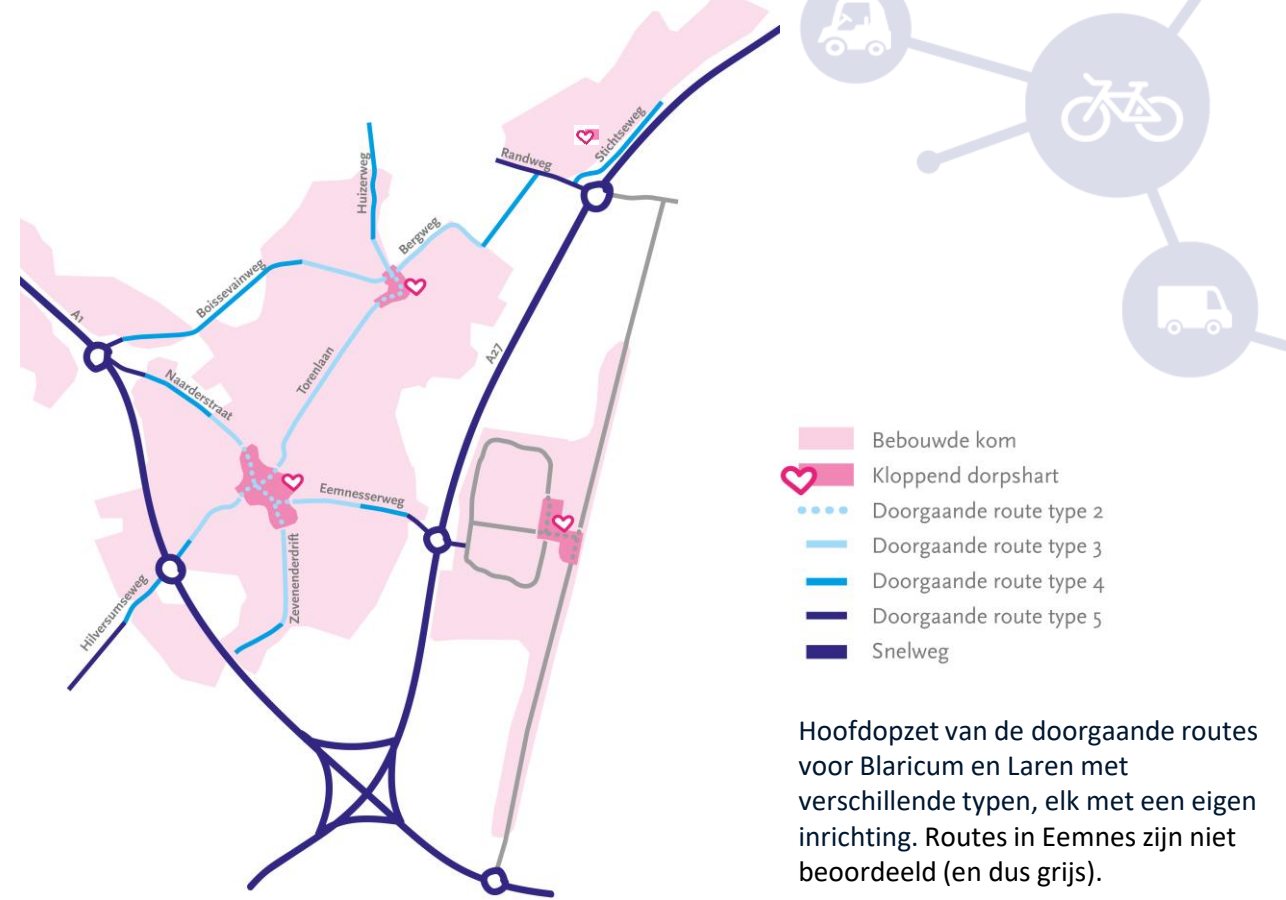 Stichtseweg
Randweg
Huizerweg
Bergweg
Boissevainweg
A1
Torenlaan
A27
Naarderstraat
Eemnesserweg
Zevenenderdrift
Hilversumseweg
Bebouwde kom
Kloppend dorpshart
Doorgaande route type 2
Doorgaande route type 3
Doorgaande route type 4
Doorgaande route type 5
Snelweg
Hoofdopzet van de doorgaande routes
voor Blaricum en Laren met
verschillende typen, elk met een eigen
inrichting. Routes in Eemnes zijn niet
beoordeeld (en dus grijs).